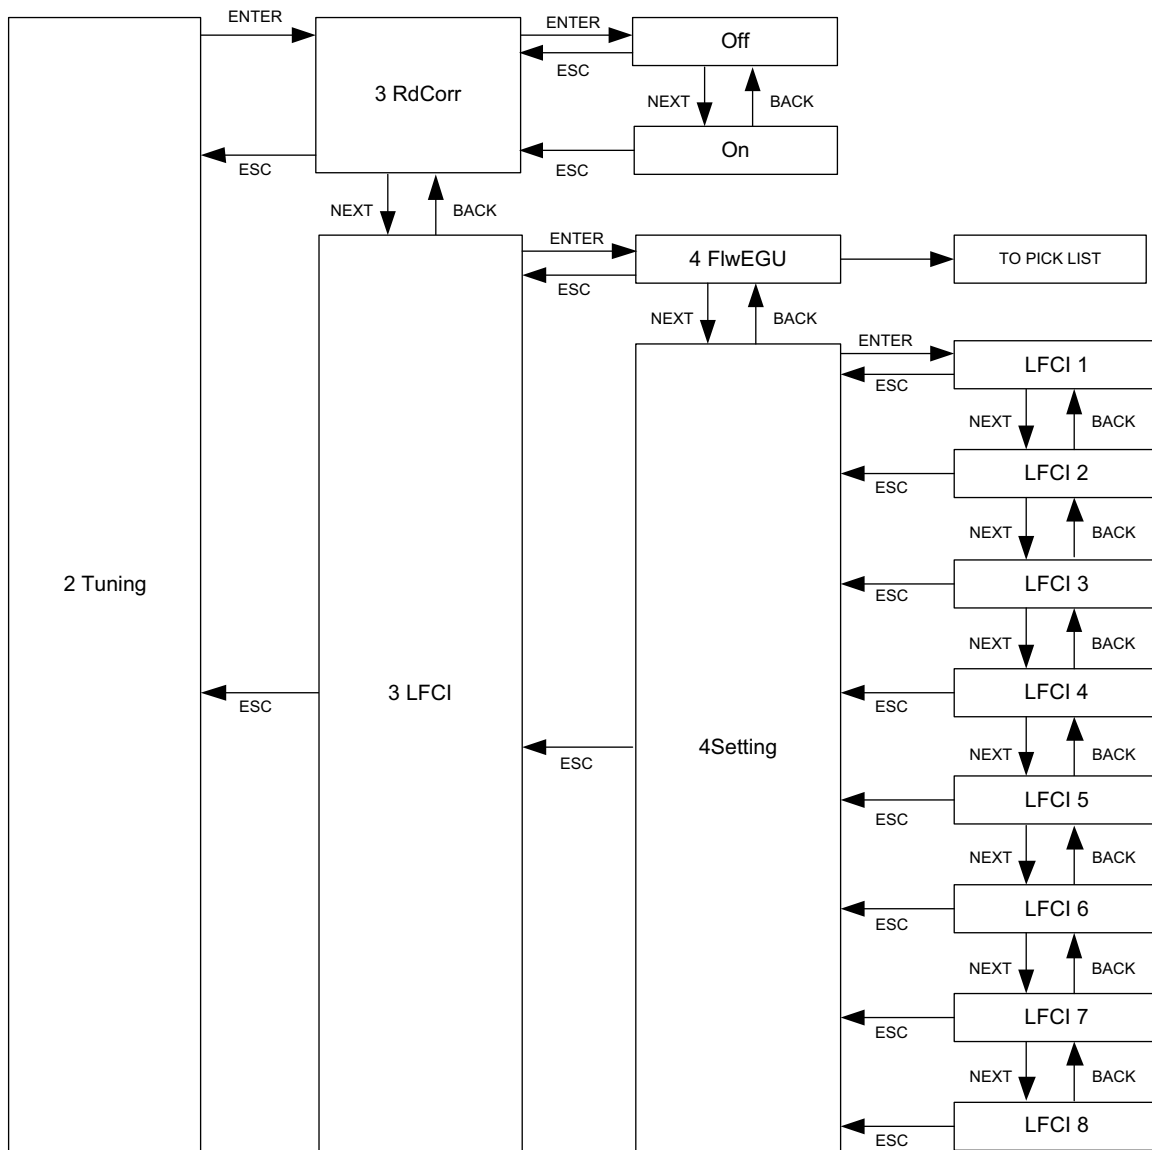 ENTER
ENTER
Off
ESC
3 RdCorr
NEXT
BACK
On
ESC
ESC
NEXT
BACK
ENTER
4 FlwEGU
TO PICK LIST
ESC
NEXT
BACK
ENTER
LFCI 1
ESC
NEXT
BACK
LFCI 2
ESC
NEXT
BACK
2 Tuning
LFCI 3
ESC
NEXT
BACK
3 LFCI
LFCI 4
ESC
ESC
NEXT
BACK
4Setting
ESC
LFCI 5
ESC
NEXT
BACK
LFCI 6
ESC
NEXT
BACK
LFCI 7
ESC
NEXT
BACK
LFCI 8
ESC